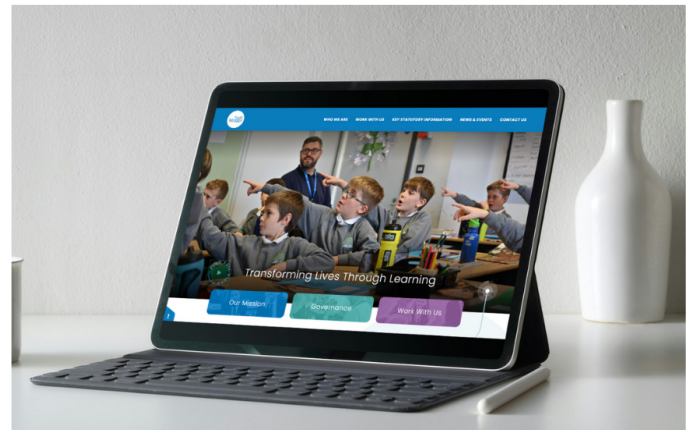 WHO WE ARE WORK WITH US KEY STATUTORY INFORMATION NEWS & EVENTS CONTACT US
Transforming Lives Through Learning
Our Mission Governance Work With Us